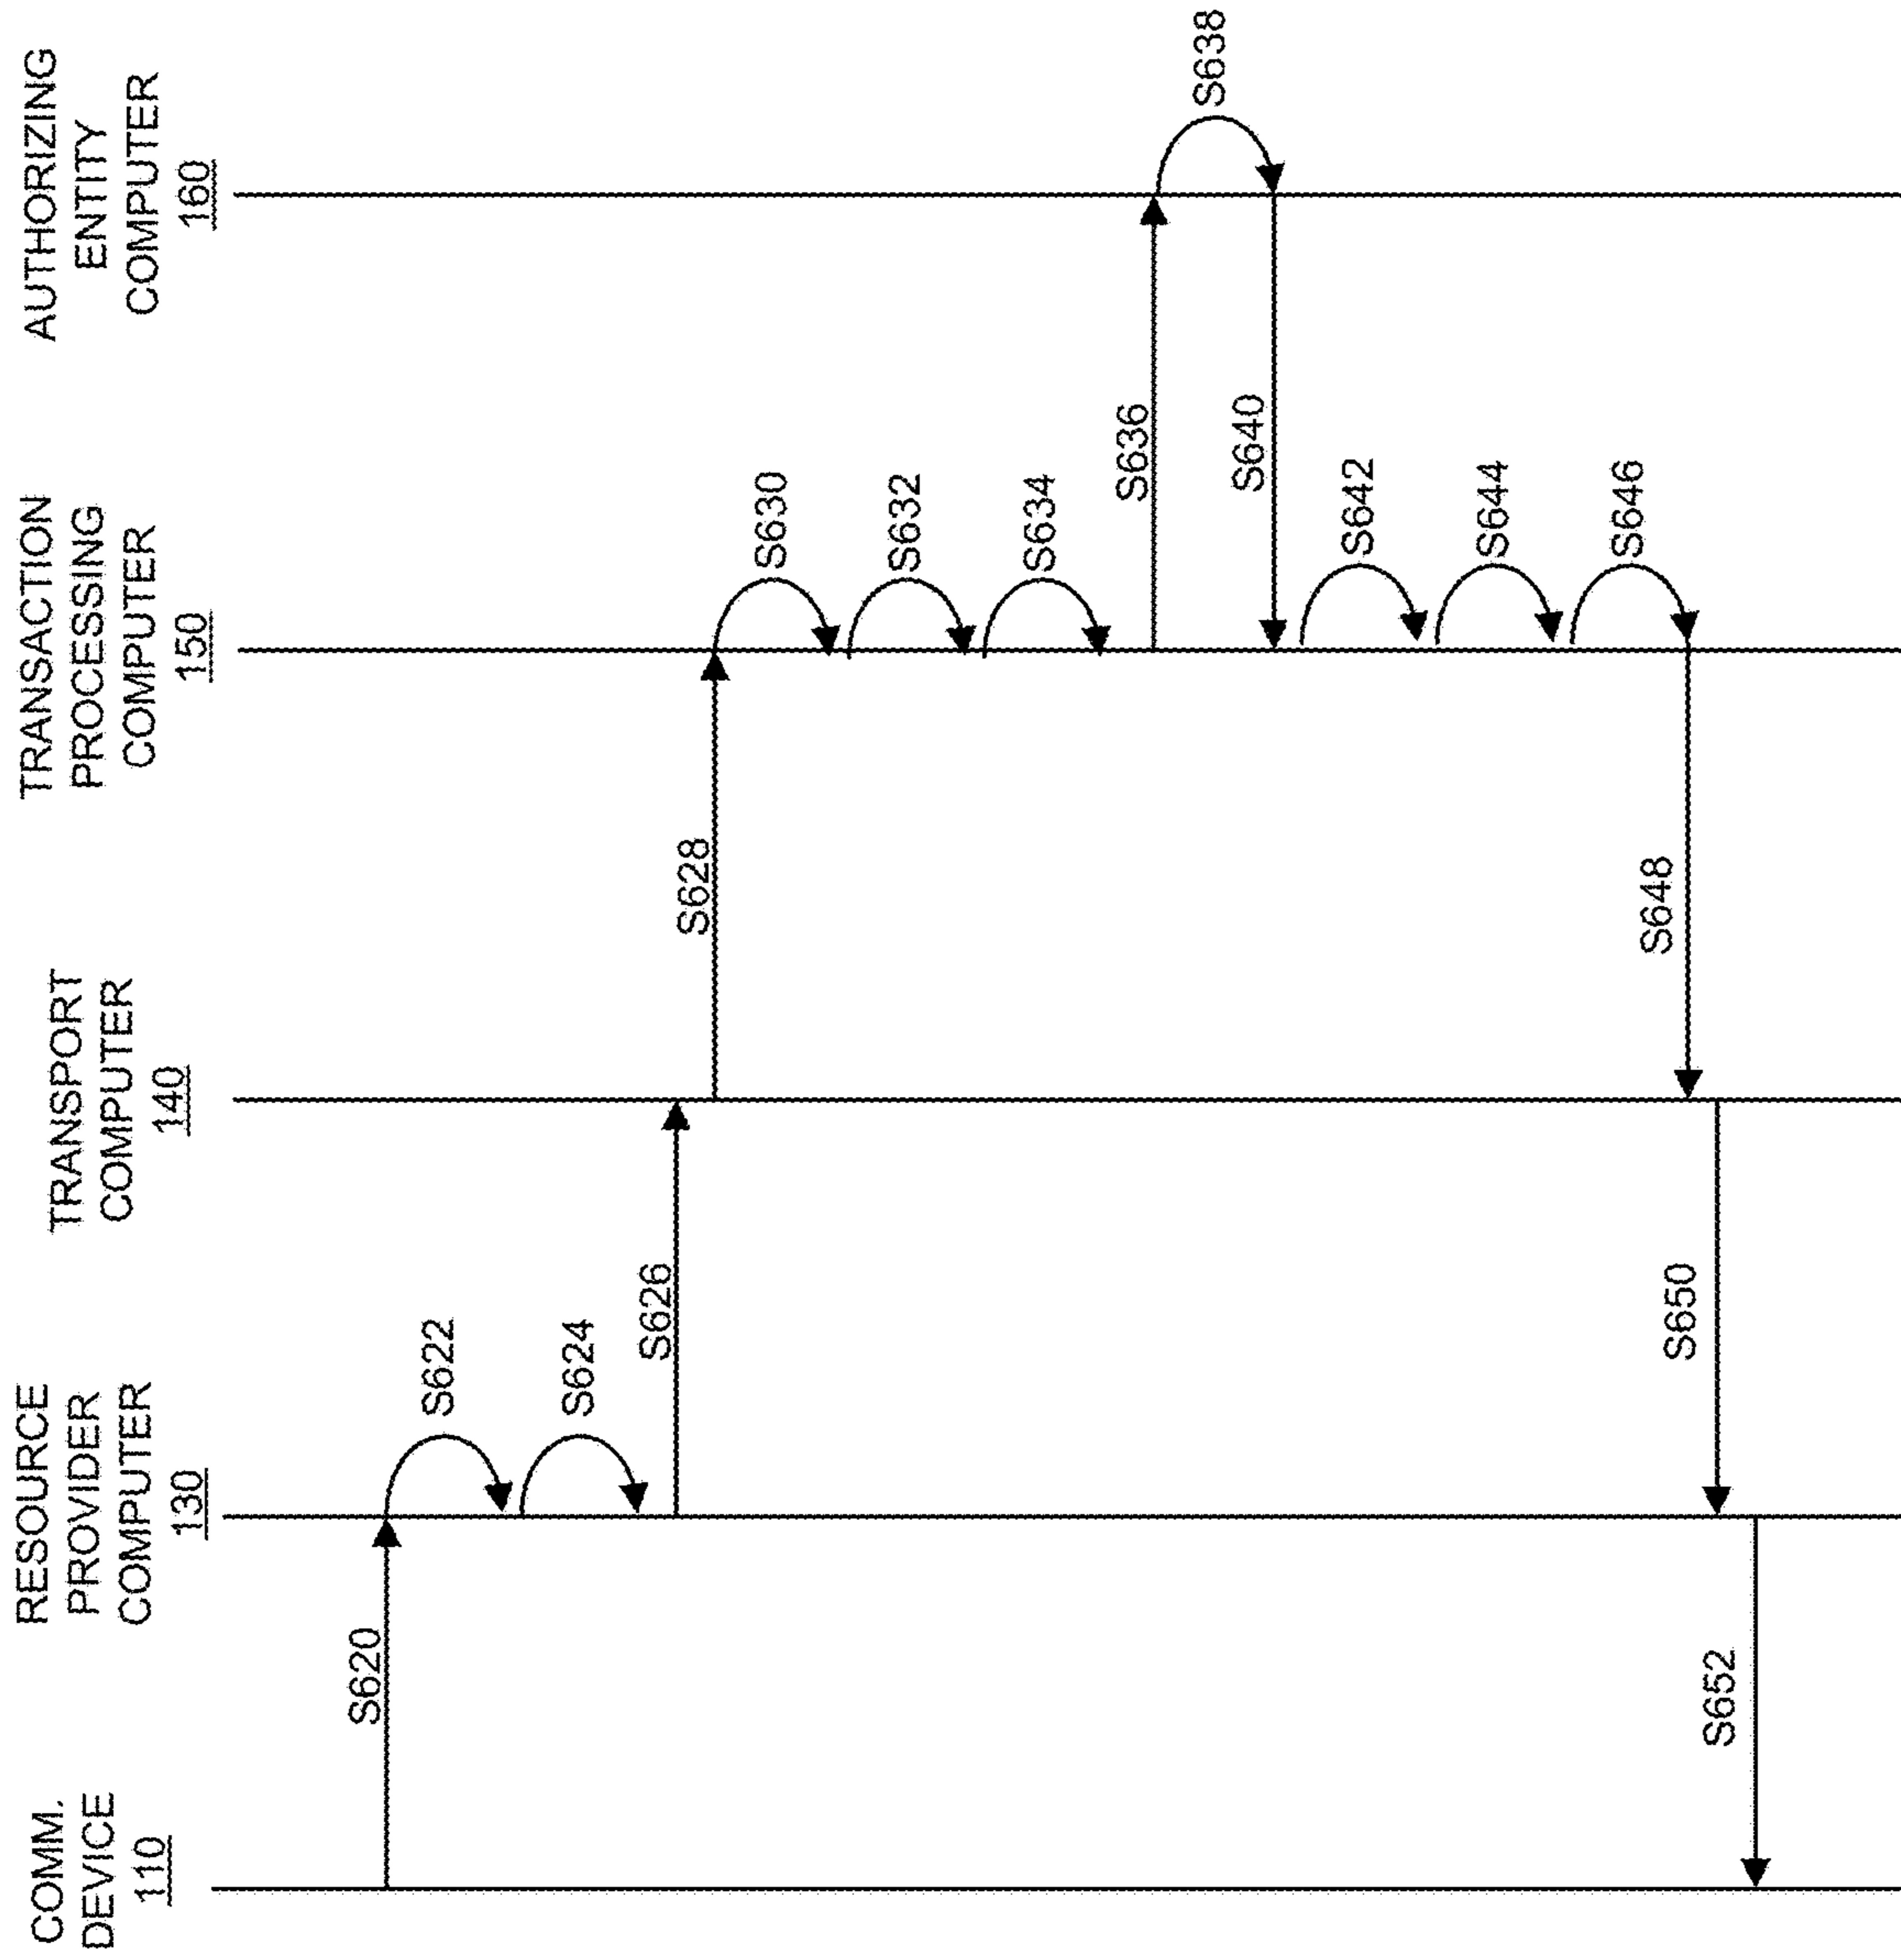 COMM.
DEVICE
110
RESOURCE
PROVIDER
COMPUTER
130
TRANSPORT
COMPUTER
140
TRANSACTION
PROCESSING
COMPUTER
150
AUTHORIZING
ENTITY
COMPUTER
160
S620
S622
S624
S626
S628
S630
S632
S634
S636
S638
S640
S642
S644
S646
S648
S650
S652